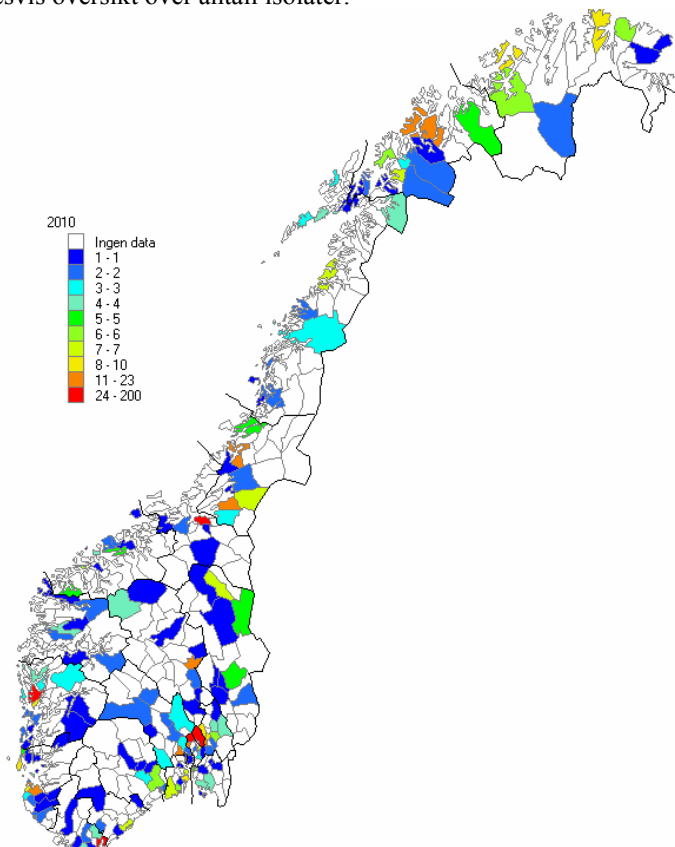 oversikt over antall isolater.
2010
Ingen data
1 - 1
2 - 2
3 - 3
4 - 4
5 - 5
6 - 6
7 - 7
8 - 10
11 - 23
24 - 200